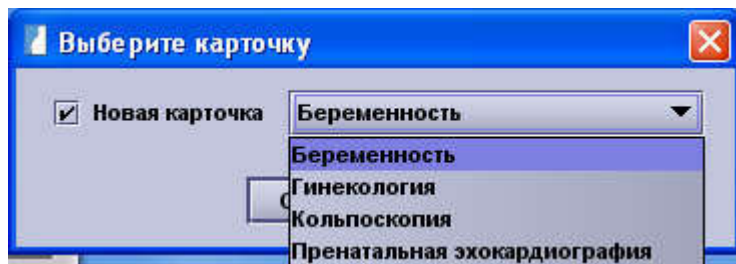 Выберите карточку
Новая карточка Беременность
Беременность
Гинекология
Кольпоскопия
Пренатальная эхокардиография